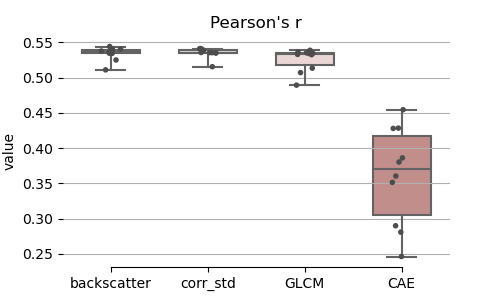 Pearson's r
0.55
0.50
0.45
0.40
0.35
0.30
0.25
value
backscatter
corr_std
GLCM
CAE